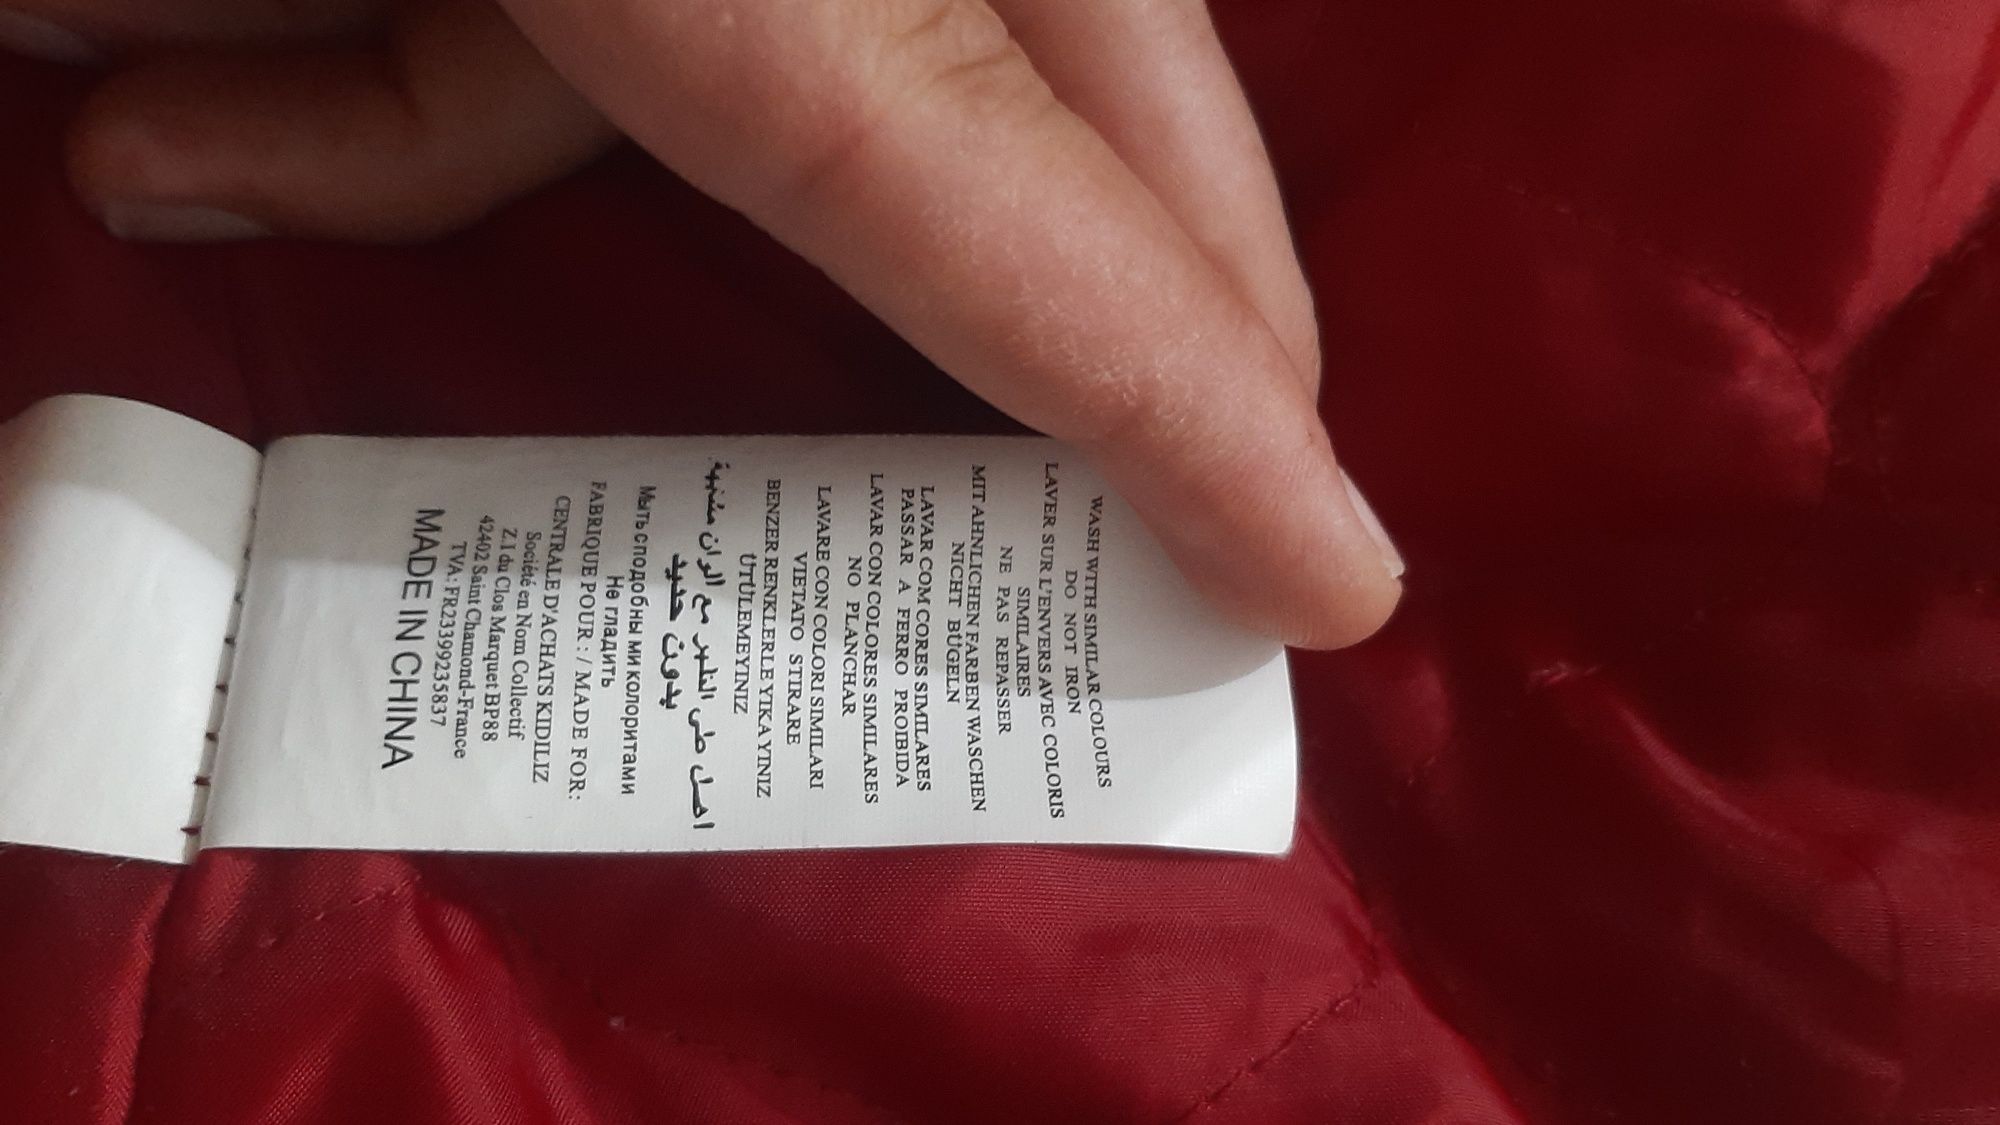 WASH WITH SIMILAR COLOURS
DO NOT IRON
LAVER SUR L'ENVERS AVEC COLORIS
SIMILAIRES
NE PAS REPASSER
MIT AHNLICHEN FARBEN WASCHEN
NICHT BÜGELN
LAVAR COM CORES SIMILARES
PASSAR A FERRO PROIBIDA
LAVAR CON COLORES SIMILARES
NO PLANCHAR
LAVARE CON COLORI SIMILARI
VIETATO STIRARE
BENZER RENKLERLE YIKAYINIZ
ÜTÜLEMEYINIZ
اغسل على الظهر مع الوان متشابهة
بدون حديد
Мыть сподобны ми колоритами
Не гладить
FABRIQUE POUR : / MADE FOR:
CENTRALE D'ACHATS KIDILIZ
Société en Nom Collectif
Z.I du Clos Marquet BP88
42402 Saint Chamond-France
TVA:FR23399235837
MADE IN CHINA